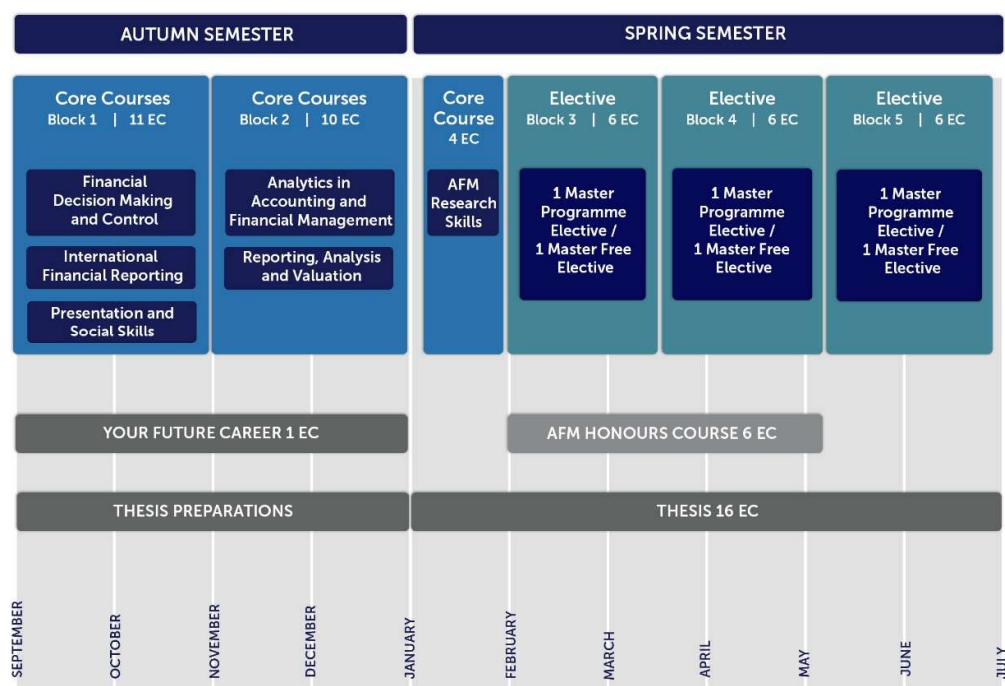 AUTUMN SEMESTER
SPRING SEMESTER
Core Courses
Block 1 | 11 EC
Financial
Decision Making
and Control
International
Financial Reporting
Presentation and
Social Skills
Core Courses
Block 2 | 10 EC
Analytics in
Accounting and
Financial Management
Reporting, Analysis
and Valuation
Core
Course
4 EC
AFM
Research
Skills
Elective
Block 3 | 6 EC
1 Master
Programme
Elective /
1 Master Free
Elective
Elective
Block 4 | 6 EC
1 Master
Programme
Elective /
1 Master Free
Elective
Elective
Block 5 | 6 EC
1 Master
Programme
Elective /
1 Master Free
Elective
YOUR FUTURE CAREER 1 EC
AFM HONOURS COURSE 6 EC
THESIS PREPARATIONS
THESIS 16 EC
SEPTEMBER
OCTOBER
NOVEMBER
DECEMBER
JANUARY
FEBRUARY
MARCH
APRIL
MAY
JUNE
JULY